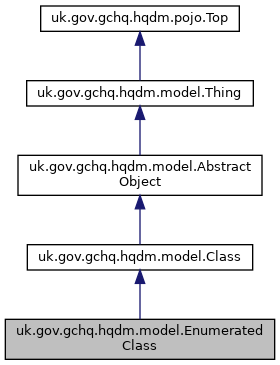 uk.gov.gchq.hqdm.pojo.Top
uk.gov.gchq.hqdm.model.Thing
uk.gov.gchq.hqdm.model.Abstract
Object
uk.gov.gchq.hqdm.model.Class
uk.gov.gchq.hqdm.model.Enumerated
Class